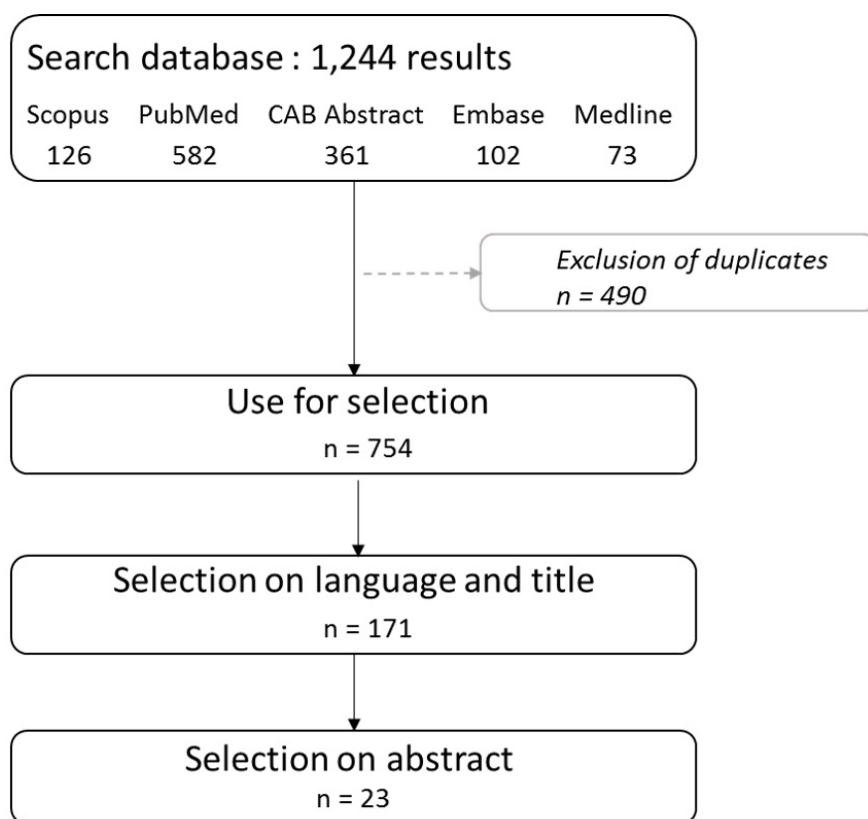 Search database : 1,244 results
Scopus PubMed CAB Abstract Embase Medline
126 582 361 102 73
Exclusion of duplicates
n = 490
Use for selection
n = 754
Selection on language and title
n = 171
Selection on abstract
n = 23